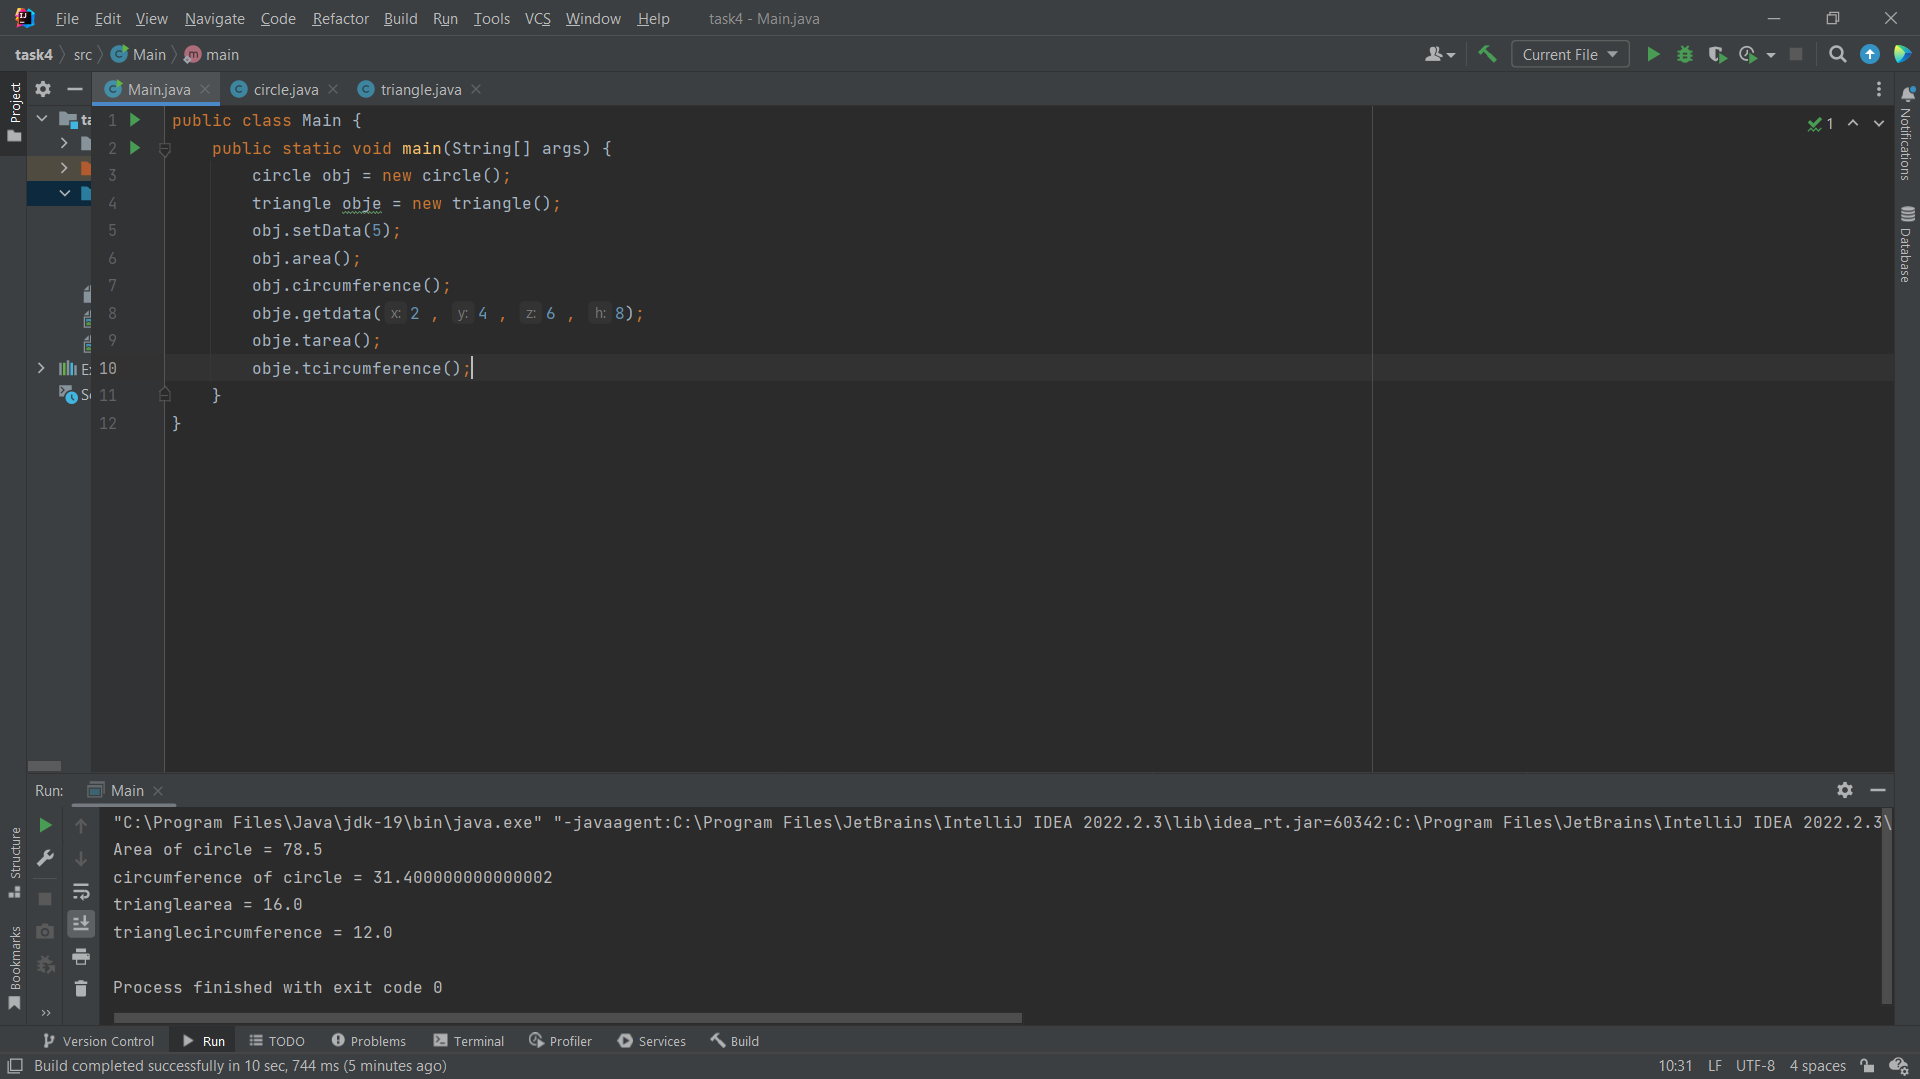 File Edit View Navigate Code Refactor Build Run Tools VCS Window Help task4 - Main.java
task4 src Main main Current File
Project
Main.java circle.java triangle.java
1 public class Main {
2 public static void main(String[] args) {
3 circle obj = new circle();
4 triangle obje = new triangle();
5 obj.setData(5);
6 obj.area();
7 obj.circumference();
8 obje.getdata( x: 2 , y: 4 , z: 6 , h: 8);
9 obje.tarea();
10 obje.tcircumference();
11 }
12 }
1
Notifications
Database
Run: Main
"C:\Program Files\Java\jdk-19\bin\java.exe" "-javaagent:C:\Program Files\JetBrains\IntelliJ IDEA 2022.2.3\lib\idea_rt.jar=60342:C:\Program Files\JetBrains\IntelliJ IDEA 2022.2.3\
Area of circle = 78.5
circumference of circle = 31.400000000000002
trianglearea = 16.0
trianglecircumference = 12.0
Process finished with exit code 0
Structure
Bookmarks
Version Control Run TODO Problems Terminal Profiler Services Build
Build completed successfully in 10 sec, 744 ms (5 minutes ago) 10:31 LF UTF-8 4 spaces